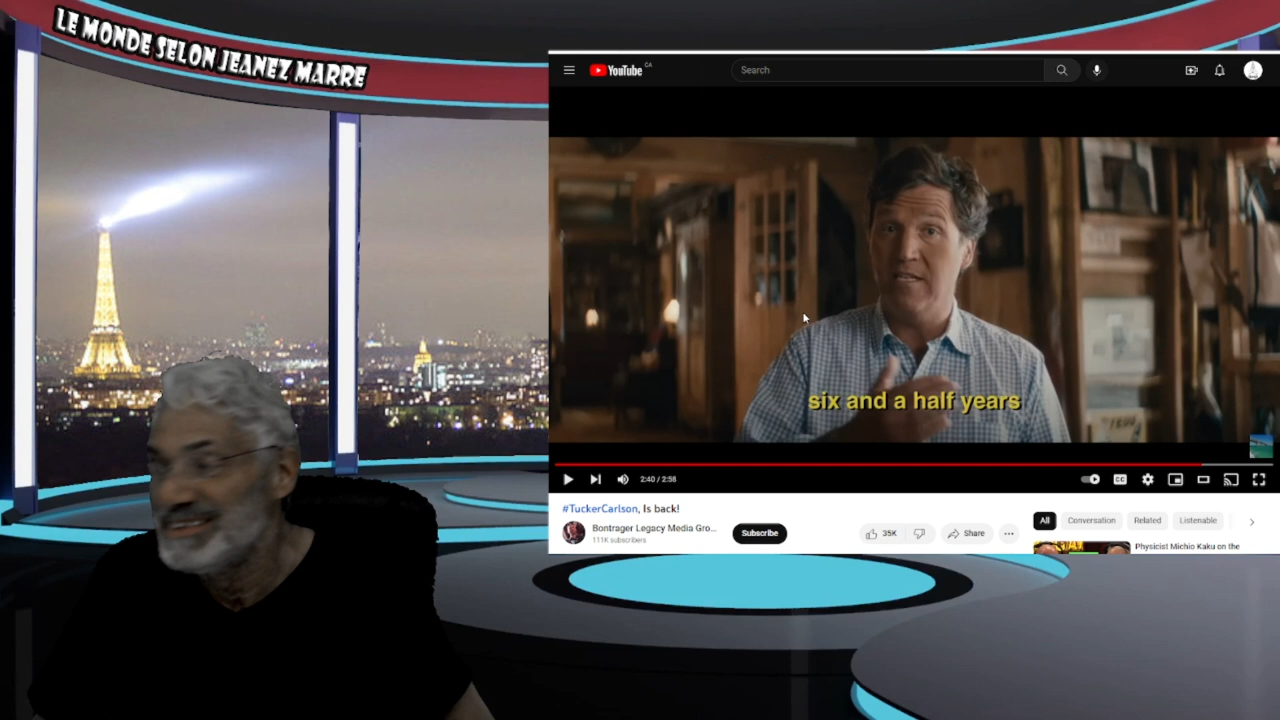 LE MONDE SELON JEANEZ MARRE
YouTube CA
Search
six and a half years
2:40 / 2:58
CC
#TuckerCarlson, Is back!
Bontrager Legacy Media Gro...
111K subscribers
Subscribe
35K
Share
All
Conversation
Related
Listenable
Physicist Michio Kaku on the